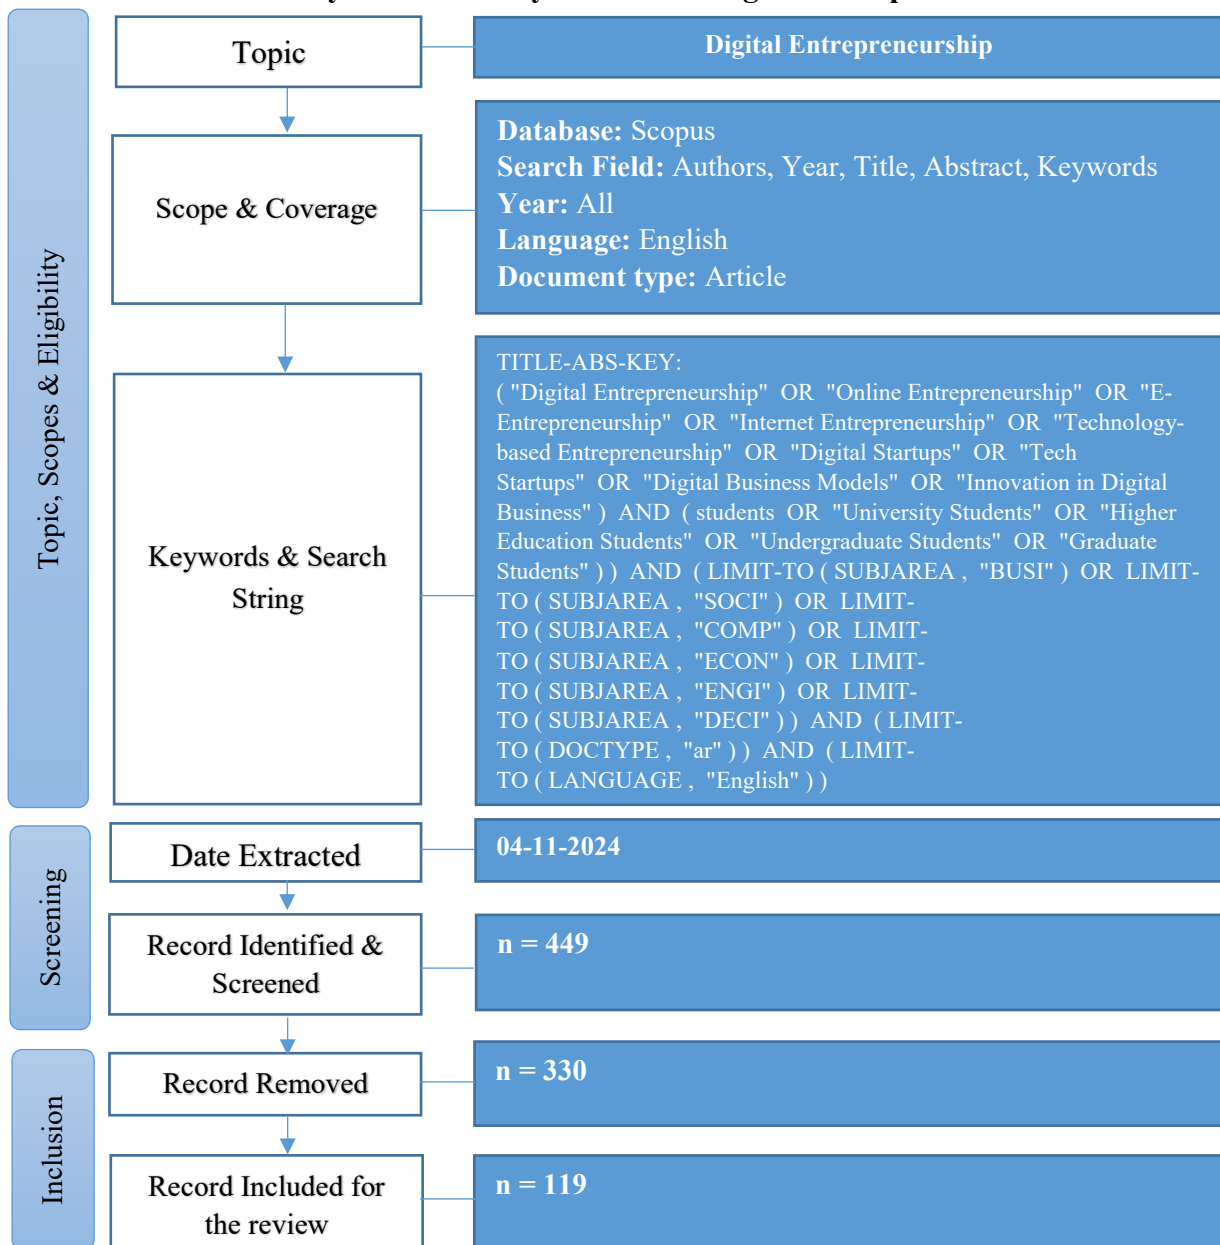 Topic, Scopes & Eligibility
Topic
Digital Entrepreneurship
Scope & Coverage
Database: Scopus
Search Field: Authors, Year, Title, Abstract, Keywords
Year: All
Language: English
Document type: Article
Keywords & Search
String
TITLE-ABS-KEY:
( "Digital Entrepreneurship" OR "Online Entrepreneurship" OR "E-
Entrepreneurship" OR "Internet Entrepreneurship" OR "Technology-
based Entrepreneurship" OR "Digital Startups" OR "Tech
Startups" OR "Digital Business Models" OR "Innovation in Digital
Business" ) AND ( students OR "University Students" OR "Higher
Education Students" OR "Undergraduate Students" OR "Graduate
Students" ) ) AND ( LIMIT-TO ( SUBJAREA , "BUSI" ) OR LIMIT-
TO ( SUBJAREA , "SOCI" ) OR LIMIT-
TO ( SUBJAREA , "COMP" ) OR LIMIT-
TO ( SUBJAREA , "ECON" ) OR LIMIT-
TO ( SUBJAREA , "ENGI" ) OR LIMIT-
TO ( SUBJAREA , "DECI" ) ) AND ( LIMIT-
TO ( DOCTYPE , "ar" ) ) AND ( LIMIT-
TO ( LANGUAGE , "English" ) )
Screening
Date Extracted
04-11-2024
Record Identified &
Screened
n = 449
Inclusion
Record Removed
n = 330
Record Included for
the review
n = 119